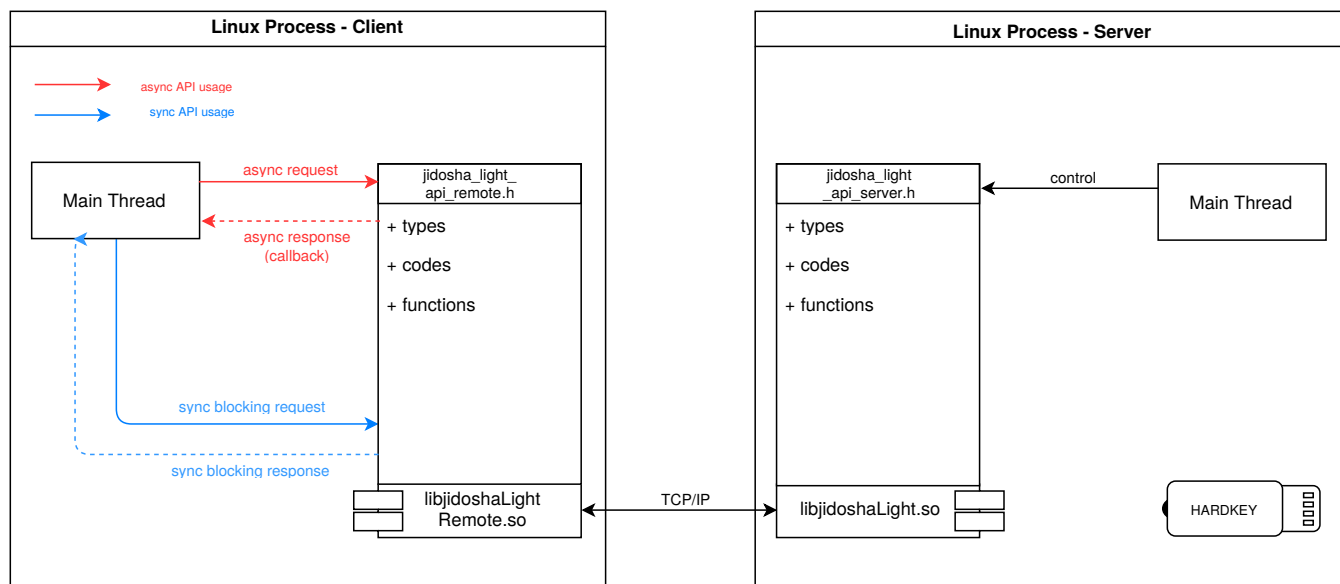 Linux Process - Client
Linux Process - Server
async API usage
sync API usage
Main Thread
async request
async response
(callback)
sync blocking request
sync blocking response
jidosha_light_
api_remote.h
+ types
+ codes
+ functions
libjidoshaLight
Remote.so
TCP/IP
jidosha_light
_api_server.h
+ types
+ codes
+ functions
libjidoshaLight.so
control
Main Thread
HARDKEY